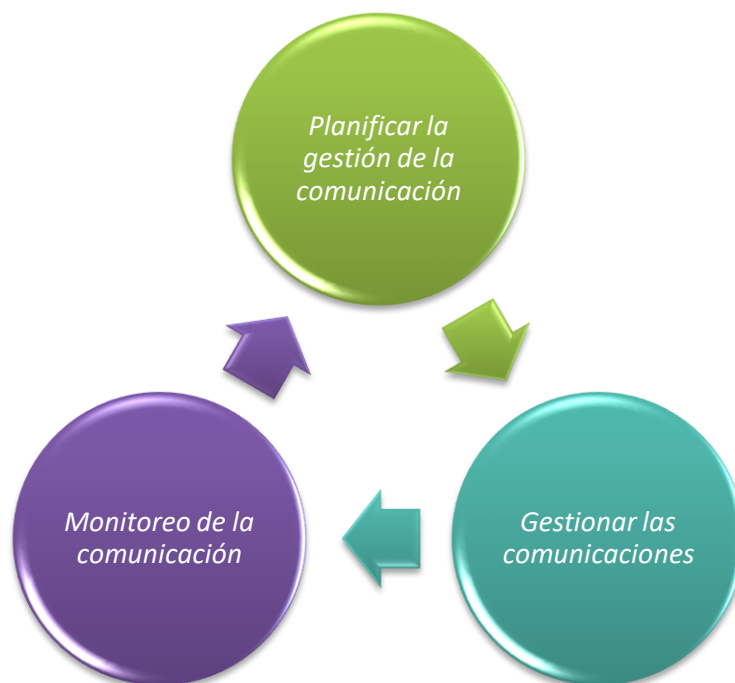 Planificar la
gestión de la
comunicación
Gestionar las
comunicaciones
Monitoreo de la
comunicación